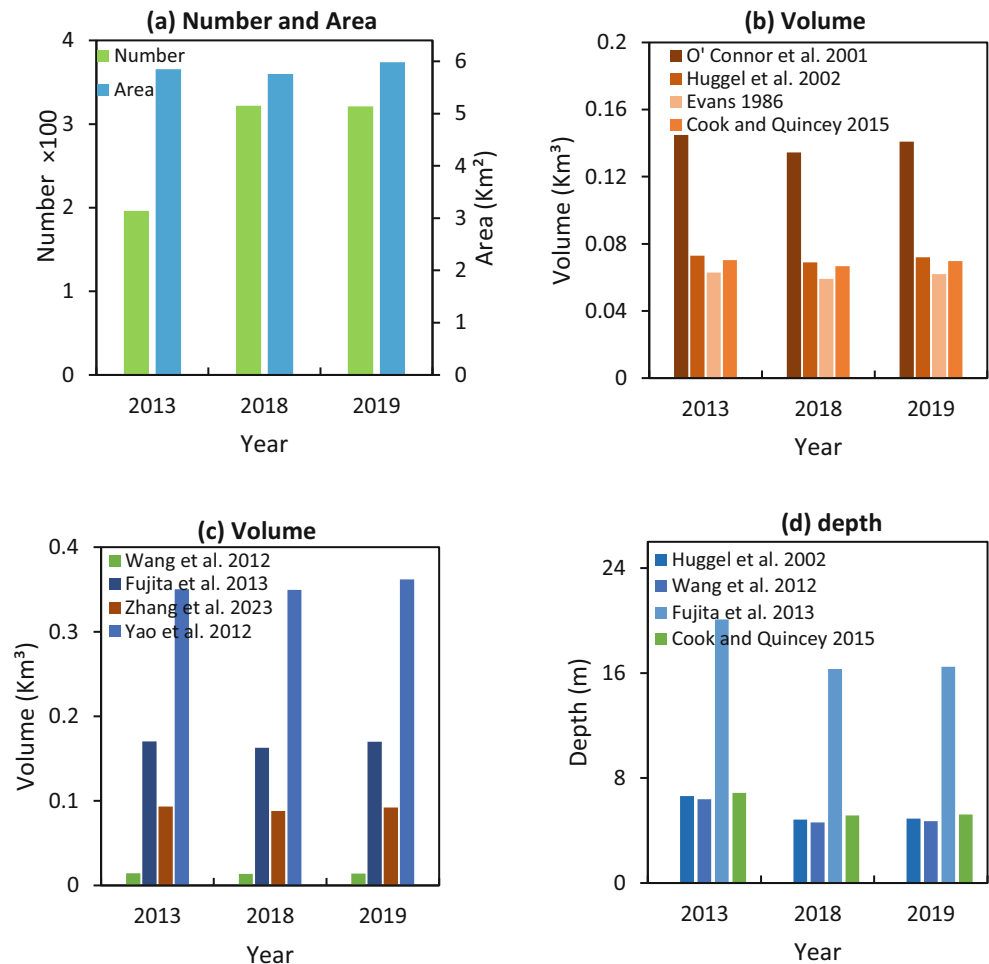 (a) Number and Area
4
3
2
1
0
Number ×100
Number
Area
6
5
4
3
2
1
0
Area (Km²)
2013 2018 2019
Year
(b) Volume
0.2
0.16
0.12
0.08
0.04
0
Volume (Km³)
O' Connor et al. 2001
Huggel et al. 2002
Evans 1986
Cook and Quincey 2015
2013 2018 2019
Year
(c) Volume
0.4
0.3
0.2
0.1
0
Volume (Km³)
Wang et al. 2012
Fujita et al. 2013
Zhang et al. 2023
Yao et al. 2012
2013 2018 2019
Year
(d) depth
24
16
8
0
Depth (m)
Huggel et al. 2002
Wang et al. 2012
Fujita et al. 2013
Cook and Quincey 2015
2013 2018 2019
Year